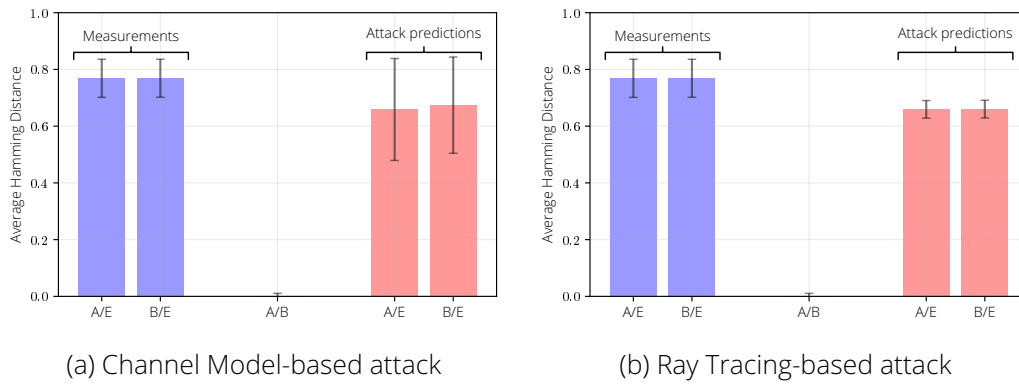 Average Hamming Distance
1.0
0.8
0.6
0.4
0.2
0.0
Measurements
Attack predictions
A/E
B/E
A/B
A/E
B/E
(a) Channel Model-based attack
Average Hamming Distance
1.0
0.8
0.6
0.4
0.2
0.0
Measurements
Attack predictions
A/E
B/E
A/B
A/E
B/E
(b) Ray Tracing-based attack